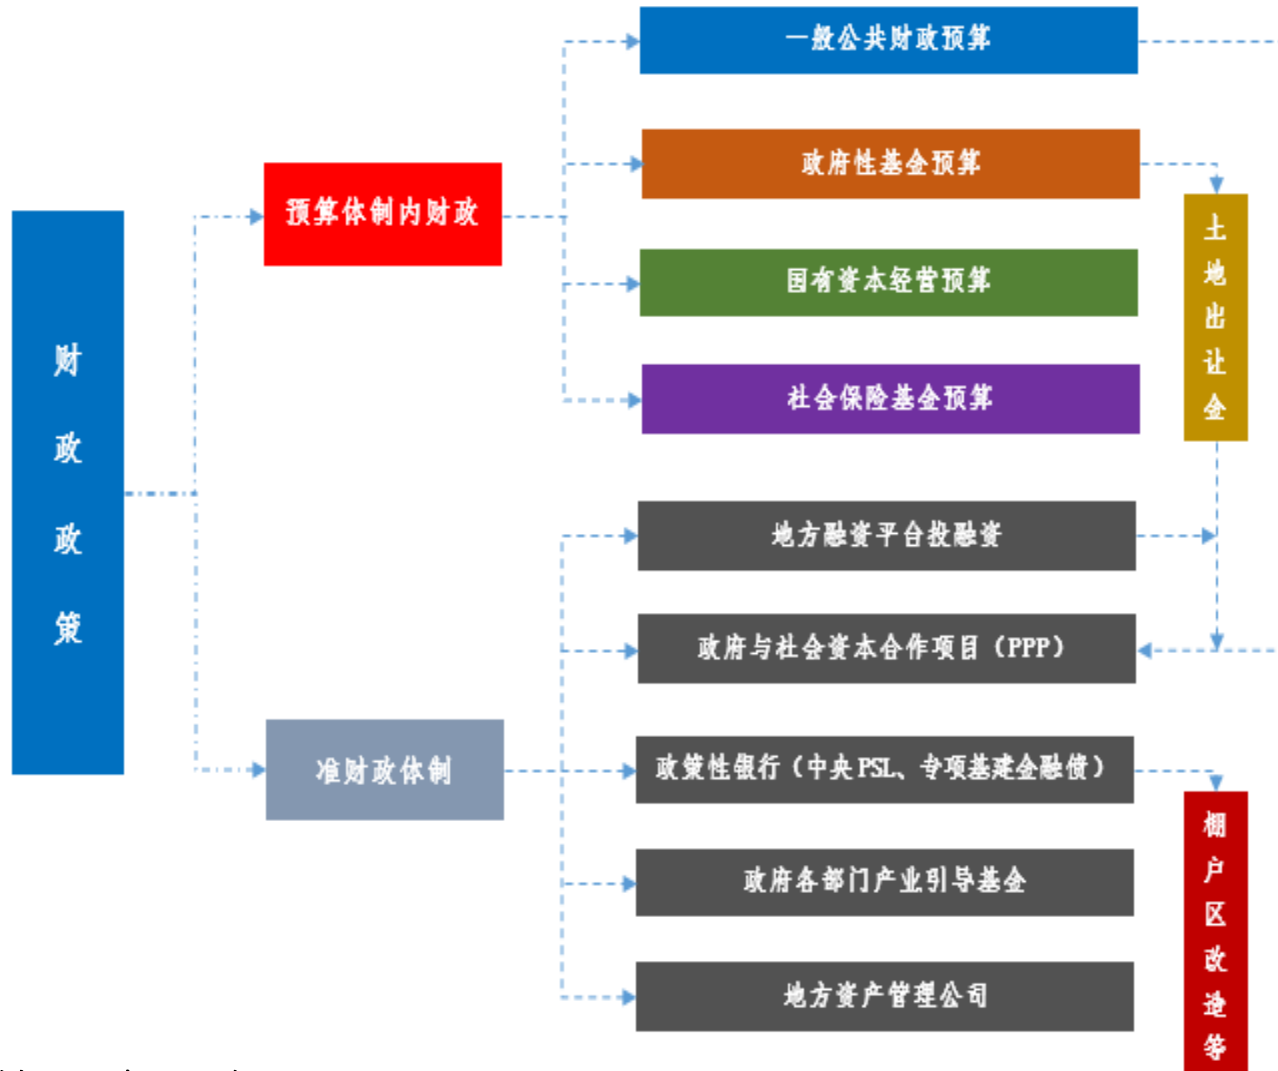 财政政策
预算体制内财政
准财政体制
一般公共财政预算
政府性基金预算
国有资本经营预算
社会保险基金预算
地方融资平台投融资
政府与社会资本合作项目（PPP）
政策性银行（中央PSL、专项基建金融债）
政府各部门产业引导基金
地方资产管理公司
土地出让金
棚户区改造等